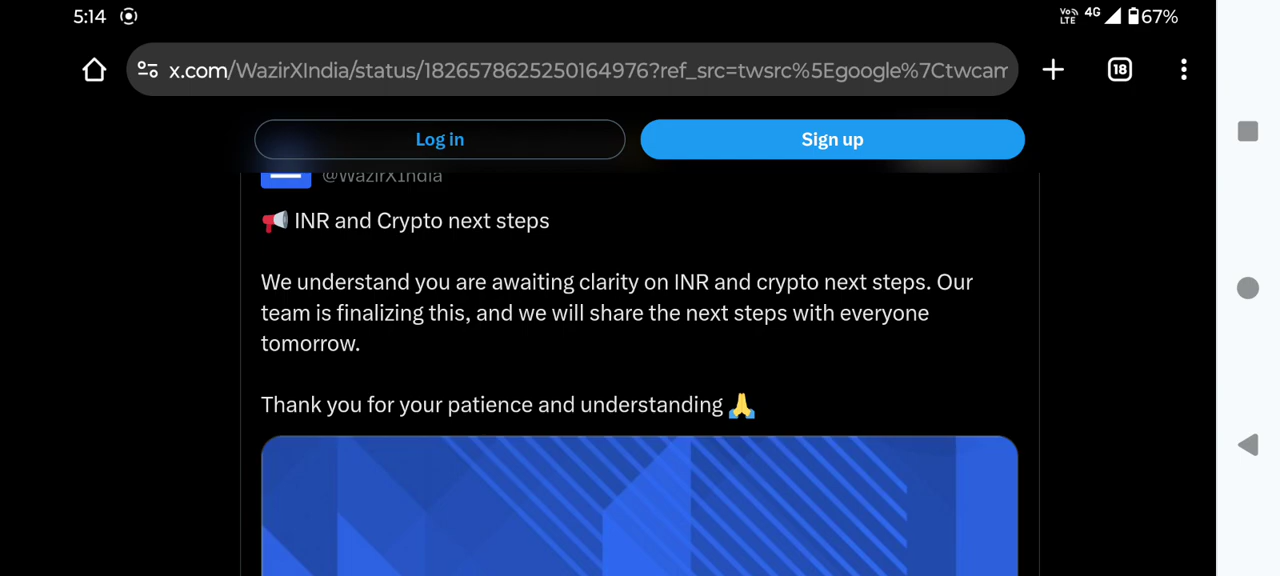 5:14 Vo LTE 4G 67%
x.com/WazirXIndia/status/1826578625250164976?ref_src=twsrc%5Egoogle%7Ctwcam 18
Log in Sign up
@WazirXIndia
📢 INR and Crypto next steps
We understand you are awaiting clarity on INR and crypto next steps. Our
team is finalizing this, and we will share the next steps with everyone
tomorrow.
Thank you for your patience and understanding 🙏